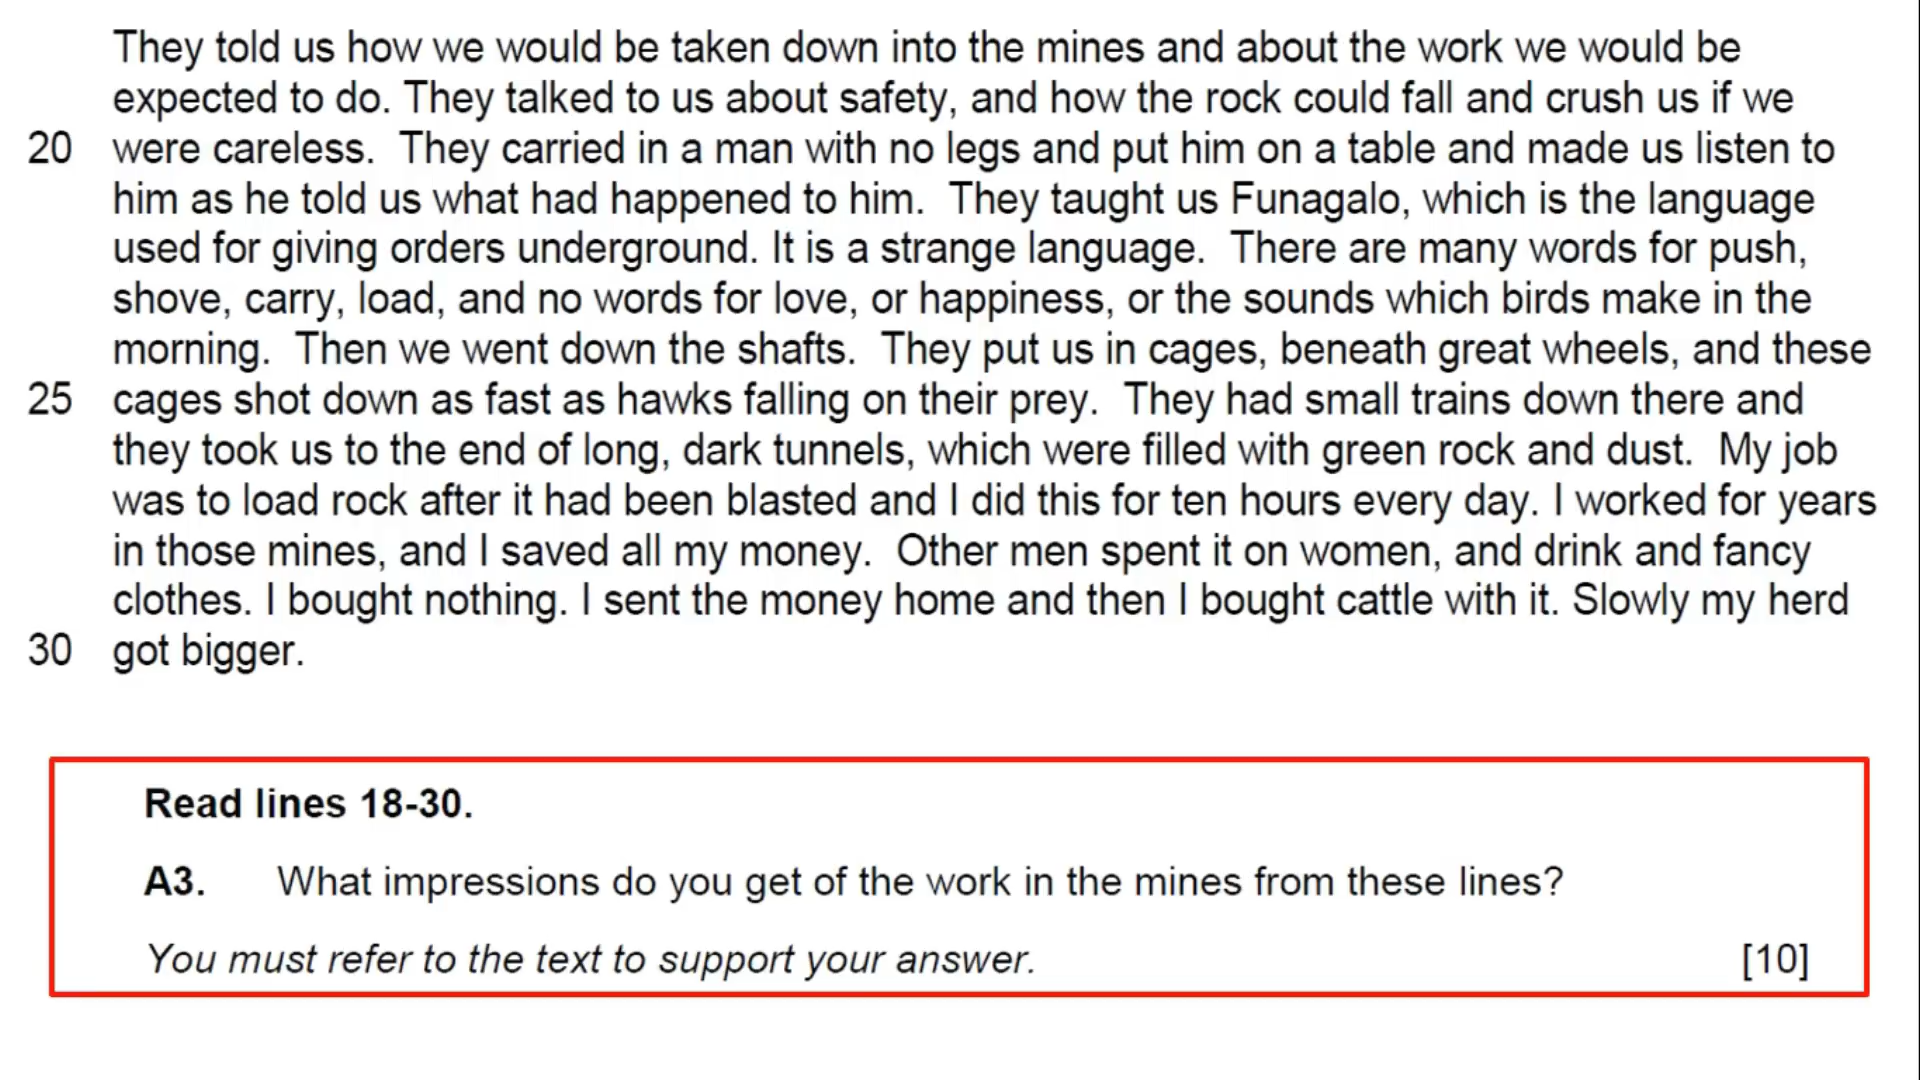 They told us how we would be taken down into the mines and about the work we would be
expected to do. They talked to us about safety, and how the rock could fall and crush us if we
20 were careless. They carried in a man with no legs and put him on a table and made us listen to
him as he told us what had happened to him. They taught us Funagalo, which is the language
used for giving orders underground. It is a strange language. There are many words for push,
shove, carry, load, and no words for love, or happiness, or the sounds which birds make in the
morning. Then we went down the shafts. They put us in cages, beneath great wheels, and these
25 cages shot down as fast as hawks falling on their prey. They had small trains down there and
they took us to the end of long, dark tunnels, which were filled with green rock and dust. My job
was to load rock after it had been blasted and I did this for ten hours every day. I worked for years
in those mines, and I saved all my money. Other men spent it on women, and drink and fancy
clothes. I bought nothing. I sent the money home and then I bought cattle with it. Slowly my herd
30 got bigger.
Read lines 18-30.
A3. What impressions do you get of the work in the mines from these lines?
You must refer to the text to support your answer. [10]